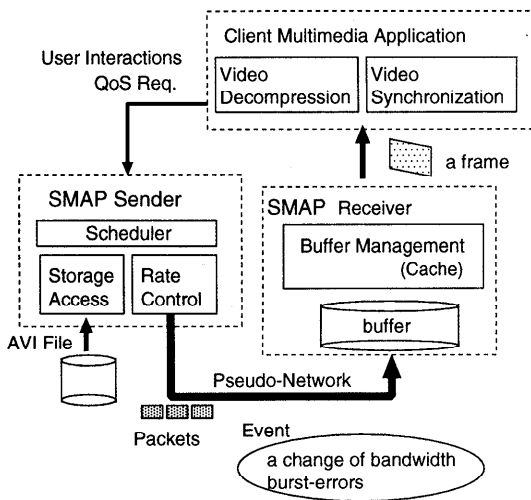 Client Multimedia Application
User Interactions
QoS Req.
Video
Decompression
Video
Synchronization
a frame
SMAP Sender
Scheduler
Storage
Access
Rate
Control
SMAP Receiver
Buffer Management
(Cache)
buffer
AVI File
Pseudo-Network
Packets
Event
a change of bandwidth
burst-errors